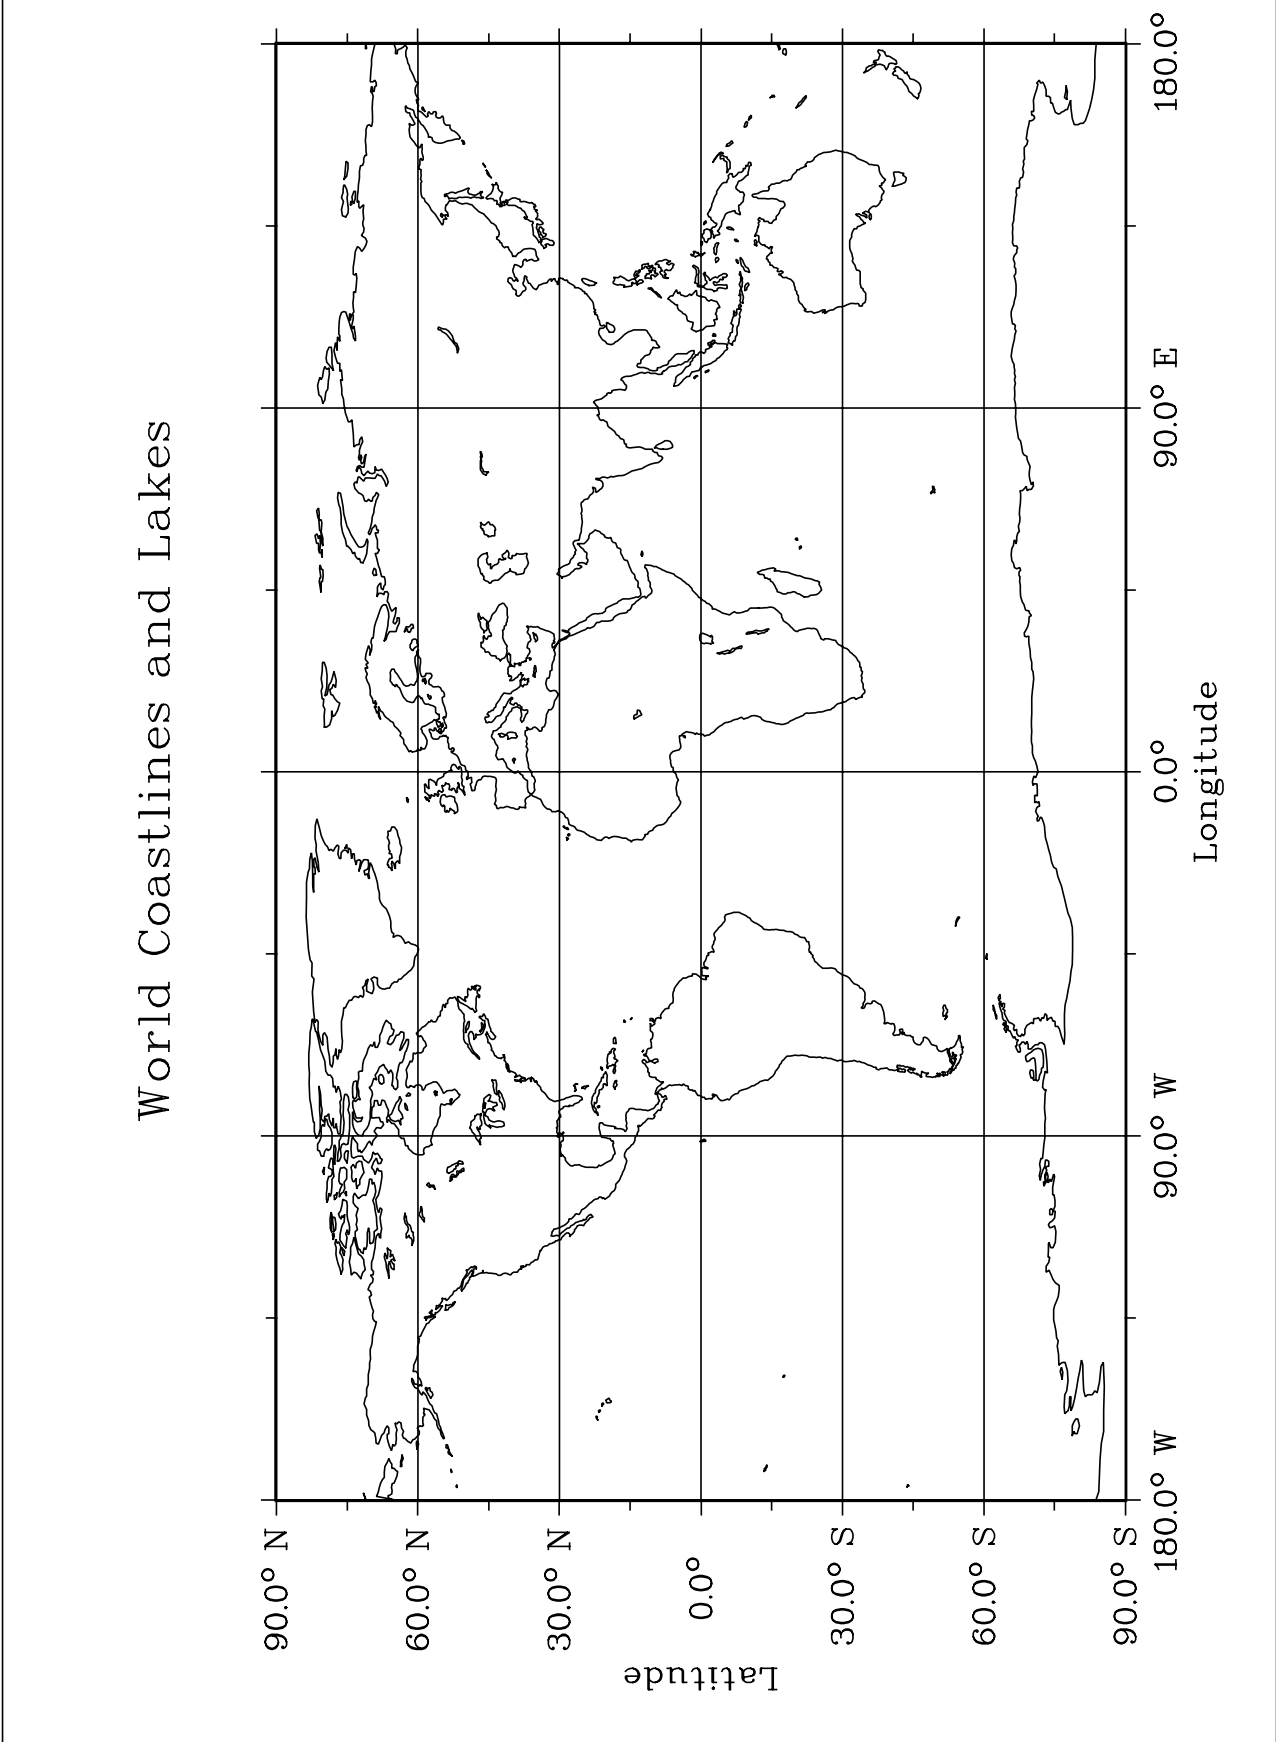 World Coastlines and Lakes
90.0° N
60.0° N
30.0° N
0.0°
30.0° S
60.0° S
90.0° S
Latitude
180.0° W
90.0° W
0.0°
90.0° E
180.0°
Longitude